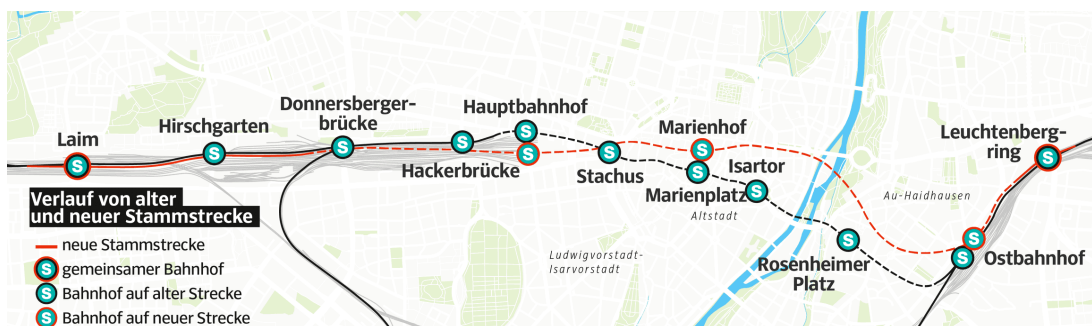 Laim
Hirschgarten
Donnersberger-
brücke
Hauptbahnhof
S
S
S
S
S
S
Hackerbrücke
S
Stachus
Marienhof
S
S
Marienplatz
Isartor
S
Altstadt
Leuchtenberg-
ring
S
Au-Haidhausen
S
Rosenheimer
Platz
S
S
Ostbahnhof
Ludwigvorstadt-
Isarvorstadt
Verlauf von alter
und neuer Stammstrecke
neue Stammstrecke
S gemeinsamer Bahnhof
S Bahnhof auf alter Strecke
S Bahnhof auf neuer Strecke